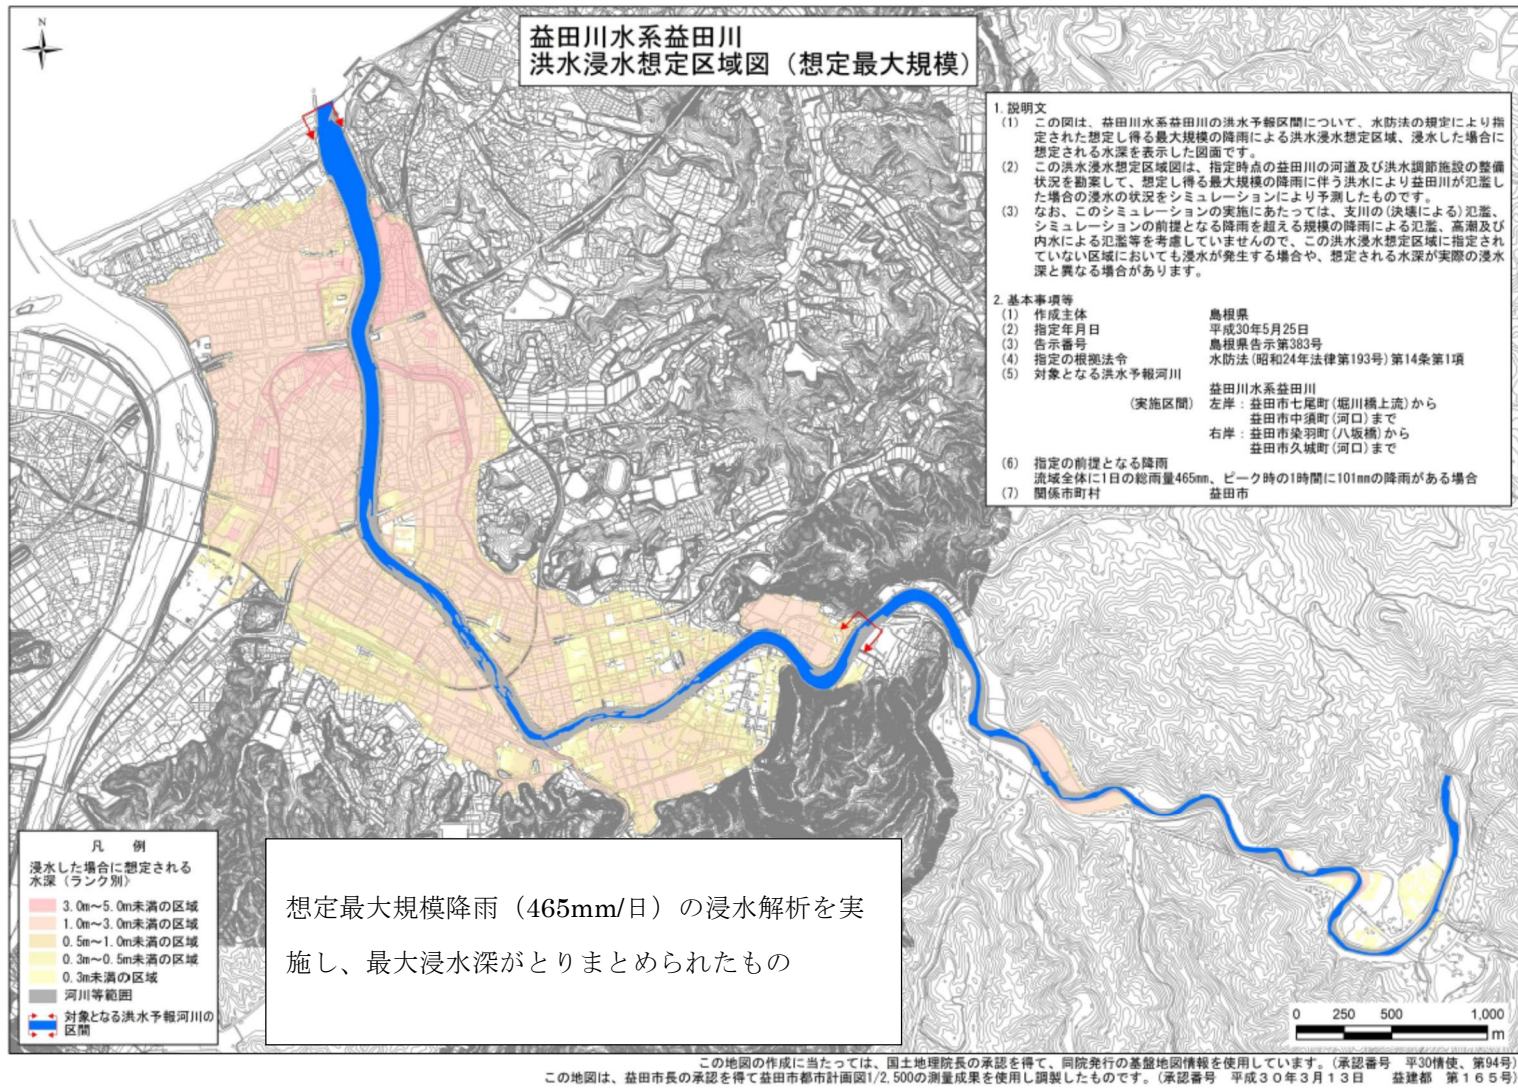 N
益田川水系益田川
洪水浸水想定区域図（想定最大規模）
1. 説明文
(1) この図は、益田川水系益田川の洪水予報区間について、水防法の規定により指
定された想定し得る最大規模の降雨による洪水浸水想定区域、浸水した場合に
想定される水深を表示した図面です。
(2) この洪水浸水想定区域図は、指定時点の益田川の河道及び洪水調節施設の整備
状況を勘案して、想定し得る最大規模の降雨に伴う洪水により益田川が氾濫し
た場合の浸水の状況をシミュレーションにより予測したものです。
(3) なお、このシミュレーションの実施にあたっては、支川の(決壊による)氾濫、
シミュレーションの前提となる降雨を超える規模の降雨による氾濫、高潮及び
内水による氾濫等を考慮していませんので、この洪水浸水想定区域に指定され
ていない区域においても浸水が発生する場合や、想定される水深が実際の浸水
深と異なる場合があります。
2. 基本事項等
(1) 作成主体 島根県
(2) 指定年月日 平成30年5月25日
(3) 告示番号 島根県告示第383号
(4) 指定の根拠法令 水防法(昭和24年法律第193号)第14条第1項
(5) 対象となる洪水予報河川
益田川水系益田川
(実施区間) 左岸：益田市七尾町(堀川橋上流)から
益田市中須町(河口)まで
右岸：益田市染羽町(八坂橋)から
益田市久城町(河口)まで
(6) 指定の前提となる降雨
流域全体に1日の総雨量465mm、ピーク時の1時間に101mmの降雨がある場合
(7) 関係市町村 益田市
凡 例
浸水した場合に想定される
水深（ランク別）
3.0m～5.0m未満の区域
1.0m～3.0m未満の区域
0.5m～1.0m未満の区域
0.3m～0.5m未満の区域
0.3m未満の区域
河川等範囲
対象となる洪水予報河川の
区間
想定最大規模降雨（465mm/日）の浸水解析を実
施し、最大浸水深がとりまとめられたもの
0 250 500 1,000
m
この地図の作成に当たっては、国土地理院長の承認を得て、同院発行の基盤地図情報を使用しています。（承認番号 平30情使、第94号）
この地図は、益田市長の承認を得て益田市都市計画図1/2,500の測量成果を使用し調製したものです。（承認番号 平成３０年３月１３日 益建都 第１６５号）